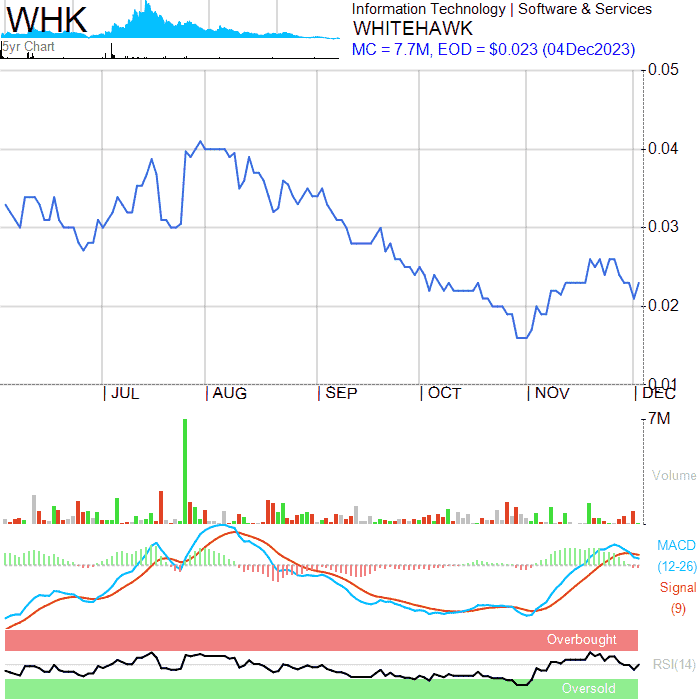 WHK
5yr Chart
Information Technology | Software & Services
WHITEHAWK
MC = 7.7M, EOD = $0.023 (04Dec2023)
0.05
0.04
0.03
0.02
0.01
JUL AUG SEP OCT NOV DEC
7M
Volume
MACD
(12-26)
Signal
(9)
Overbought
RSI(14)
Oversold